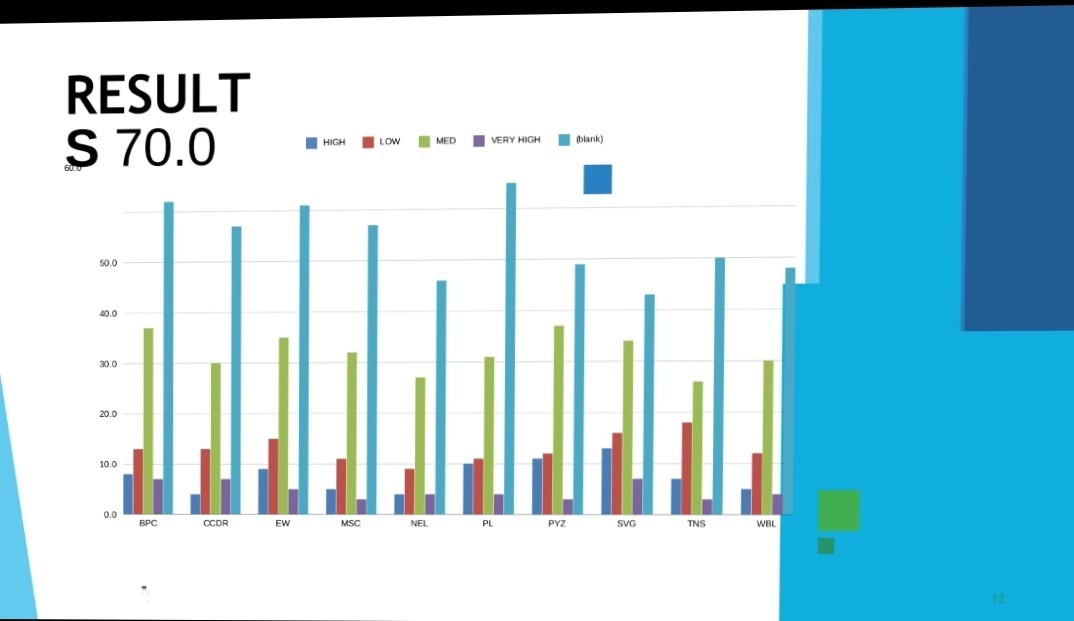 RESULT
S 70.0
60.0
HIGH LOW MED VERY HIGH (blank)
50.0
40.0
30.0
20.0
10.0
0.0
BPC CCDR EW MSC NEL PL PYZ SVG TNS WBL
12